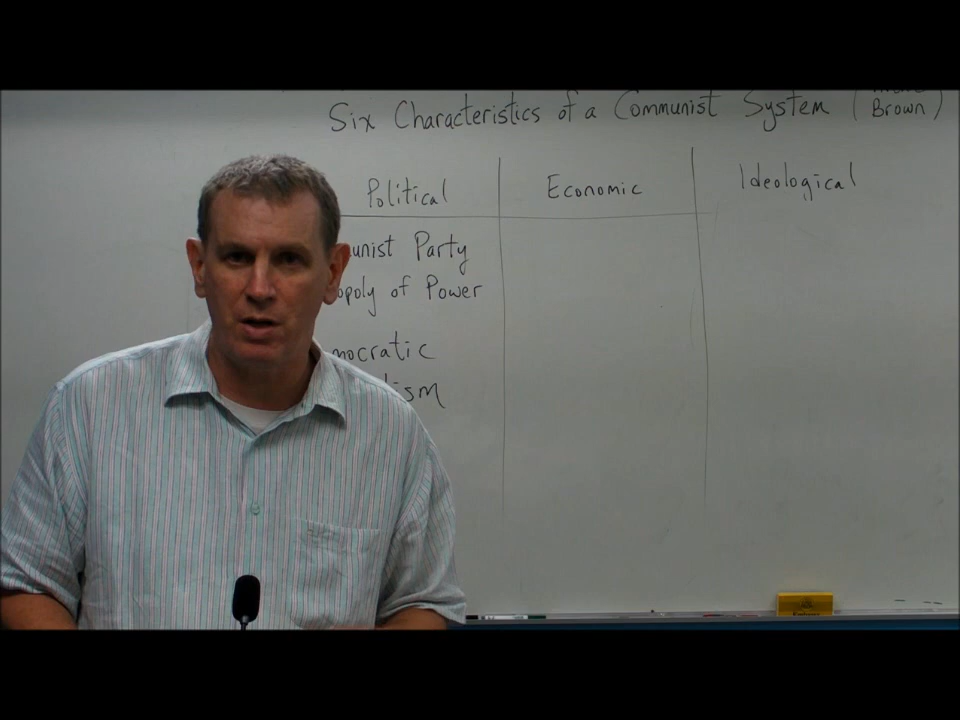 Six Characteristics of a Communist System (
Brown)
Political Economic Ideological
unist Party
opoly of Power
mocratic
ism